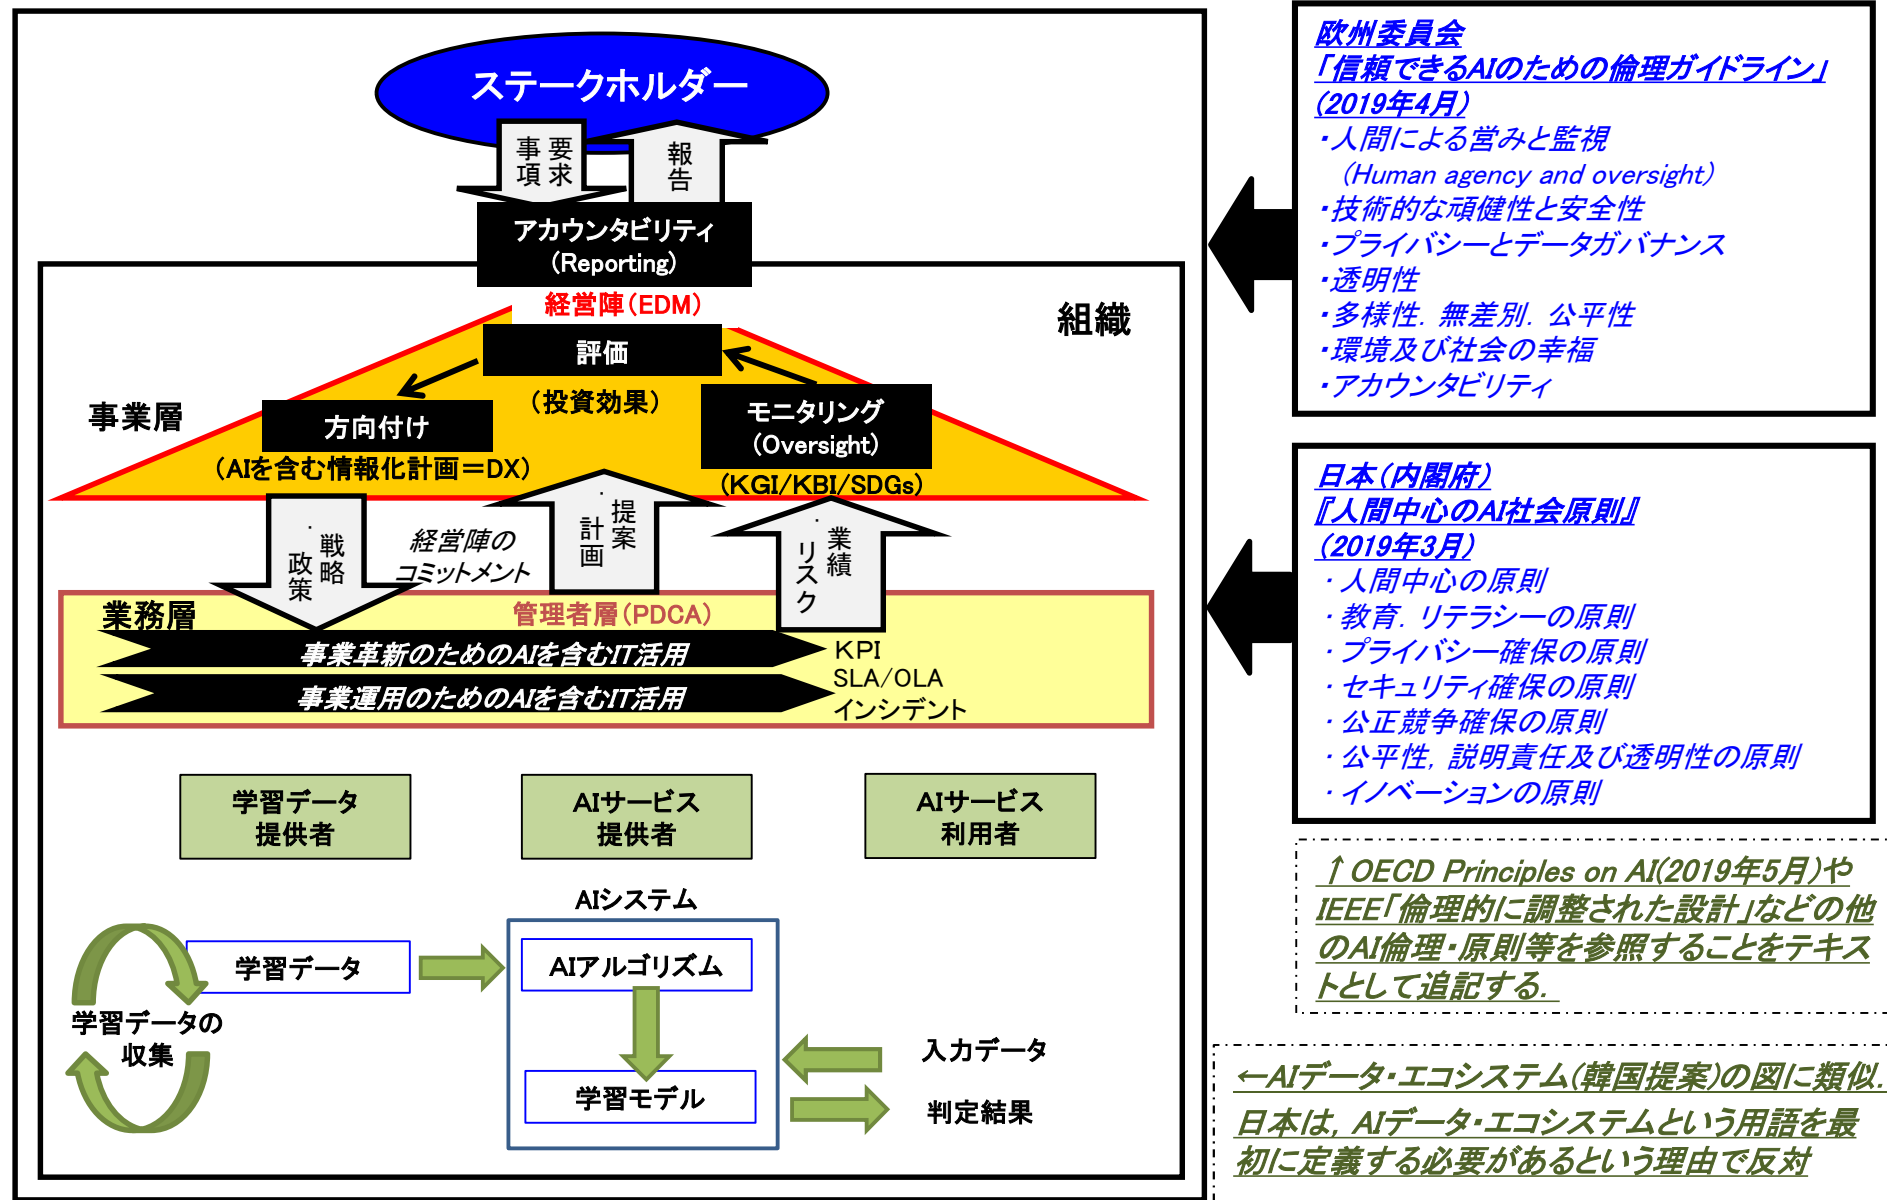 ステークホルダー
要求
事項
報告
アカウンタビリティ
(Reporting)
経営陣(EDM)
組織
評価
(投資効果)
事業層
方向付け
(AIを含む情報化計画=DX)
モニタリング
(Oversight)
(KGI/KBI/SDGs)
戦略
・政策
経営陣の
コミットメント
提案
・計画
業績
・リスク
業務層
管理者層(PDCA)
事業革新のためのAIを含むIT活用
事業運用のためのAIを含むIT活用
KPI
SLA/OLA
インシデント
学習データ
提供者
AIサービス
提供者
AIサービス
利用者
AIシステム
学習データ
AIアルゴリズム
学習データの
収集
学習モデル
入力データ
判定結果
欧州委員会
「信頼できるAIのための倫理ガイドライン」
(2019年4月)
・人間による営みと監視
(Human agency and oversight)
・技術的な頑健性と安全性
・プライバシーとデータガバナンス
・透明性
・多様性.無差別.公平性
・環境及び社会の幸福
・アカウンタビリティ
日本(内閣府)
『人間中心のAI社会原則』
(2019年3月)
・人間中心の原則
・教育.リテラシーの原則
・プライバシー確保の原則
・セキュリティ確保の原則
・公正競争確保の原則
・公平性,説明責任及び透明性の原則
・イノベーションの原則
↑OECD Principles on AI(2019年5月)や
IEEE「倫理的に調整された設計」などの他
のAI倫理・原則等を参照することをテキス
トとして追記する.
←AIデータ・エコシステム(韓国提案)の図に類似.
日本は,AIデータ・エコシステムという用語を最
初に定義する必要があるという理由で反対